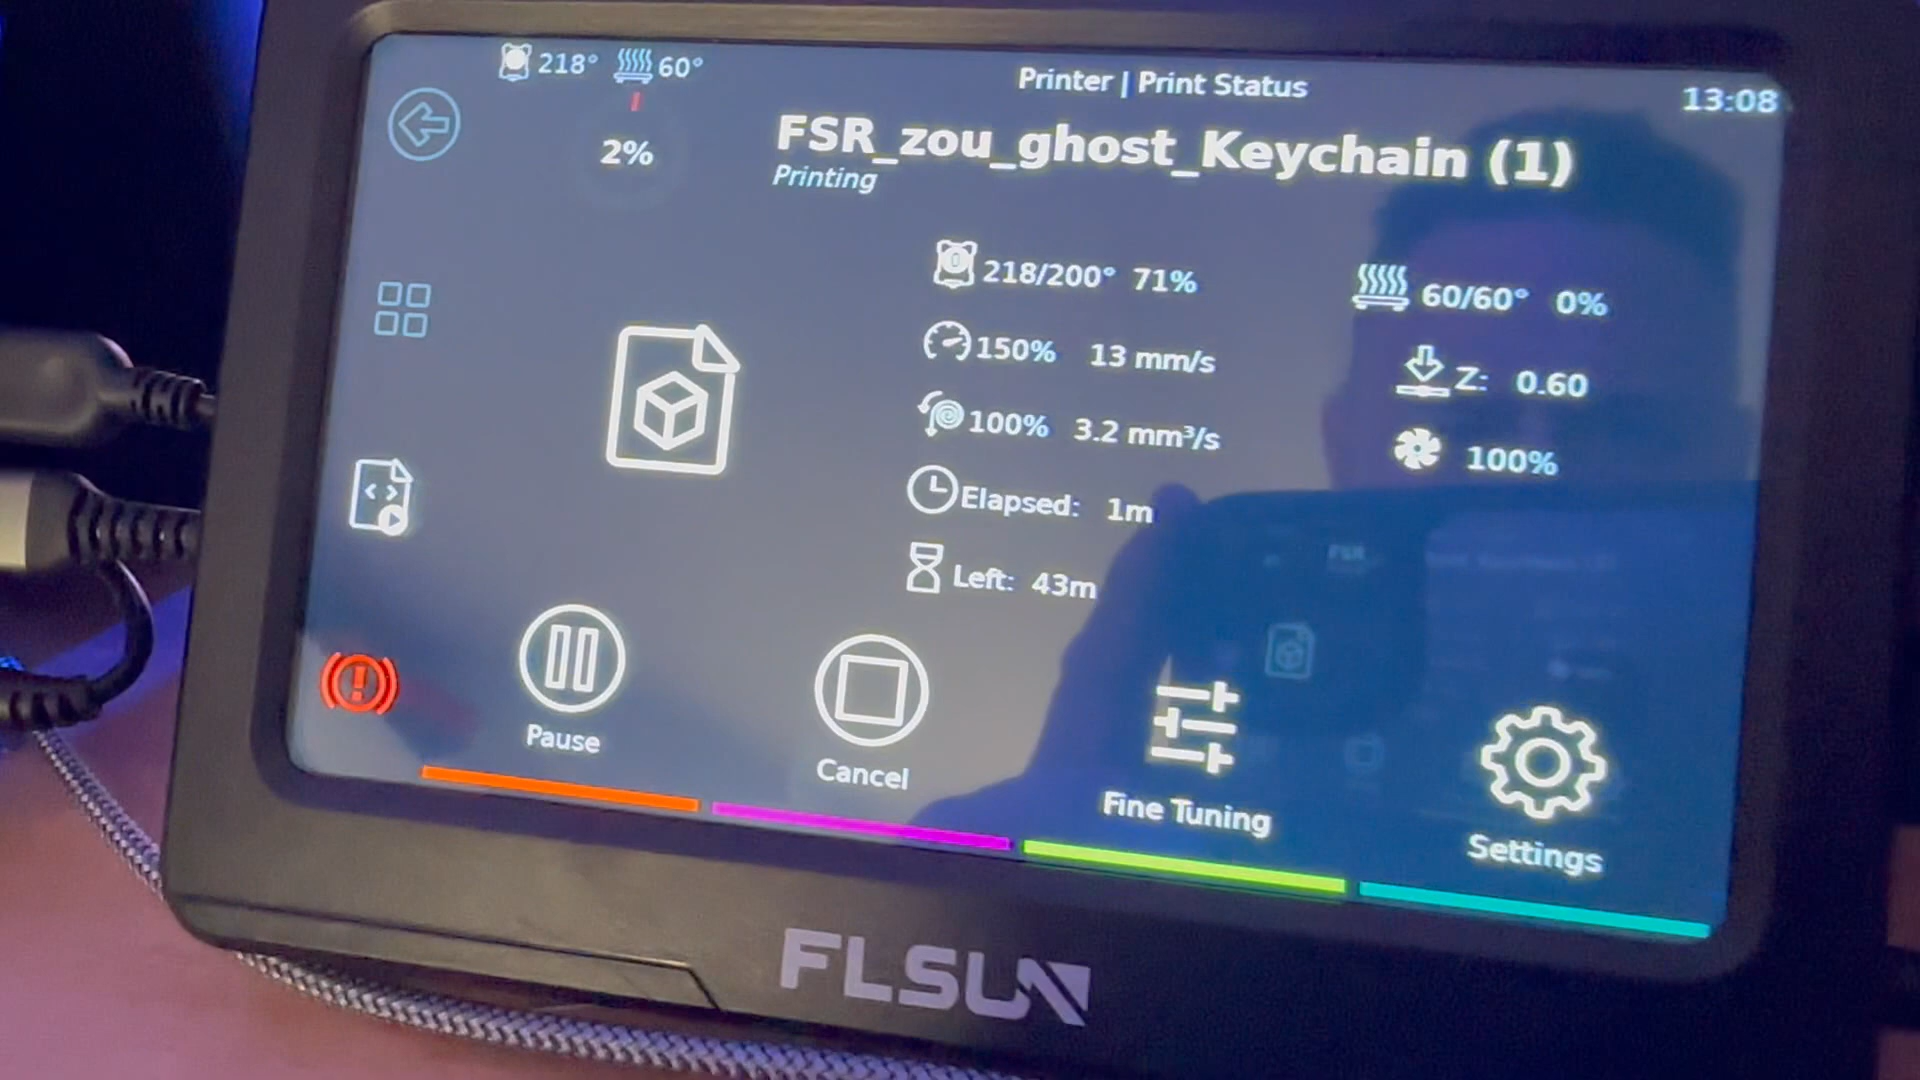 218° 60°
Printer | Print Status
13:08
2%
FSR_zou_ghost_Keychain (1)
Printing
218/200° 71%
60/60° 0%
150% 13 mm/s
Z: 0.60
100% 3.2 mm³/s
100%
Elapsed: 1m
Left: 43m
Pause
Cancel
Fine Tuning
Settings
FLSUN